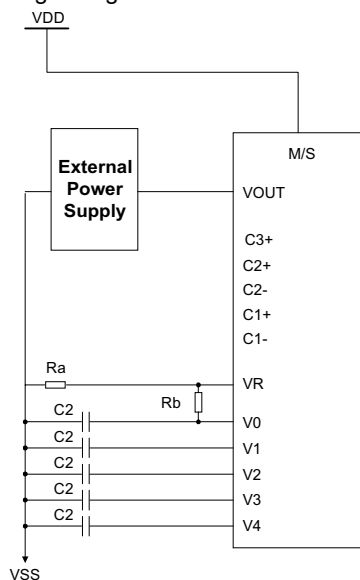 VDD
M/S
External
Power
Supply
VOUT
C3+
C2+
C2-
C1+
C1-
Ra
VR
Rb
C2
V0
C2
V1
C2
V2
C2
V3
C2
V4
VSS